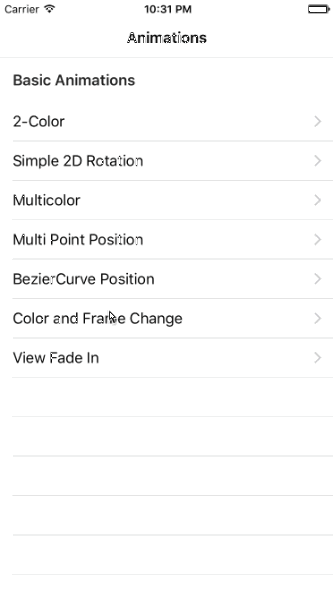 Carrier 10:31 PM
Animations
Basic Animations
2-Color
Simple 2D Rotation
Multicolor
Multi Point Position
BezierCurve Position
Color and Frame Change
View Fade In